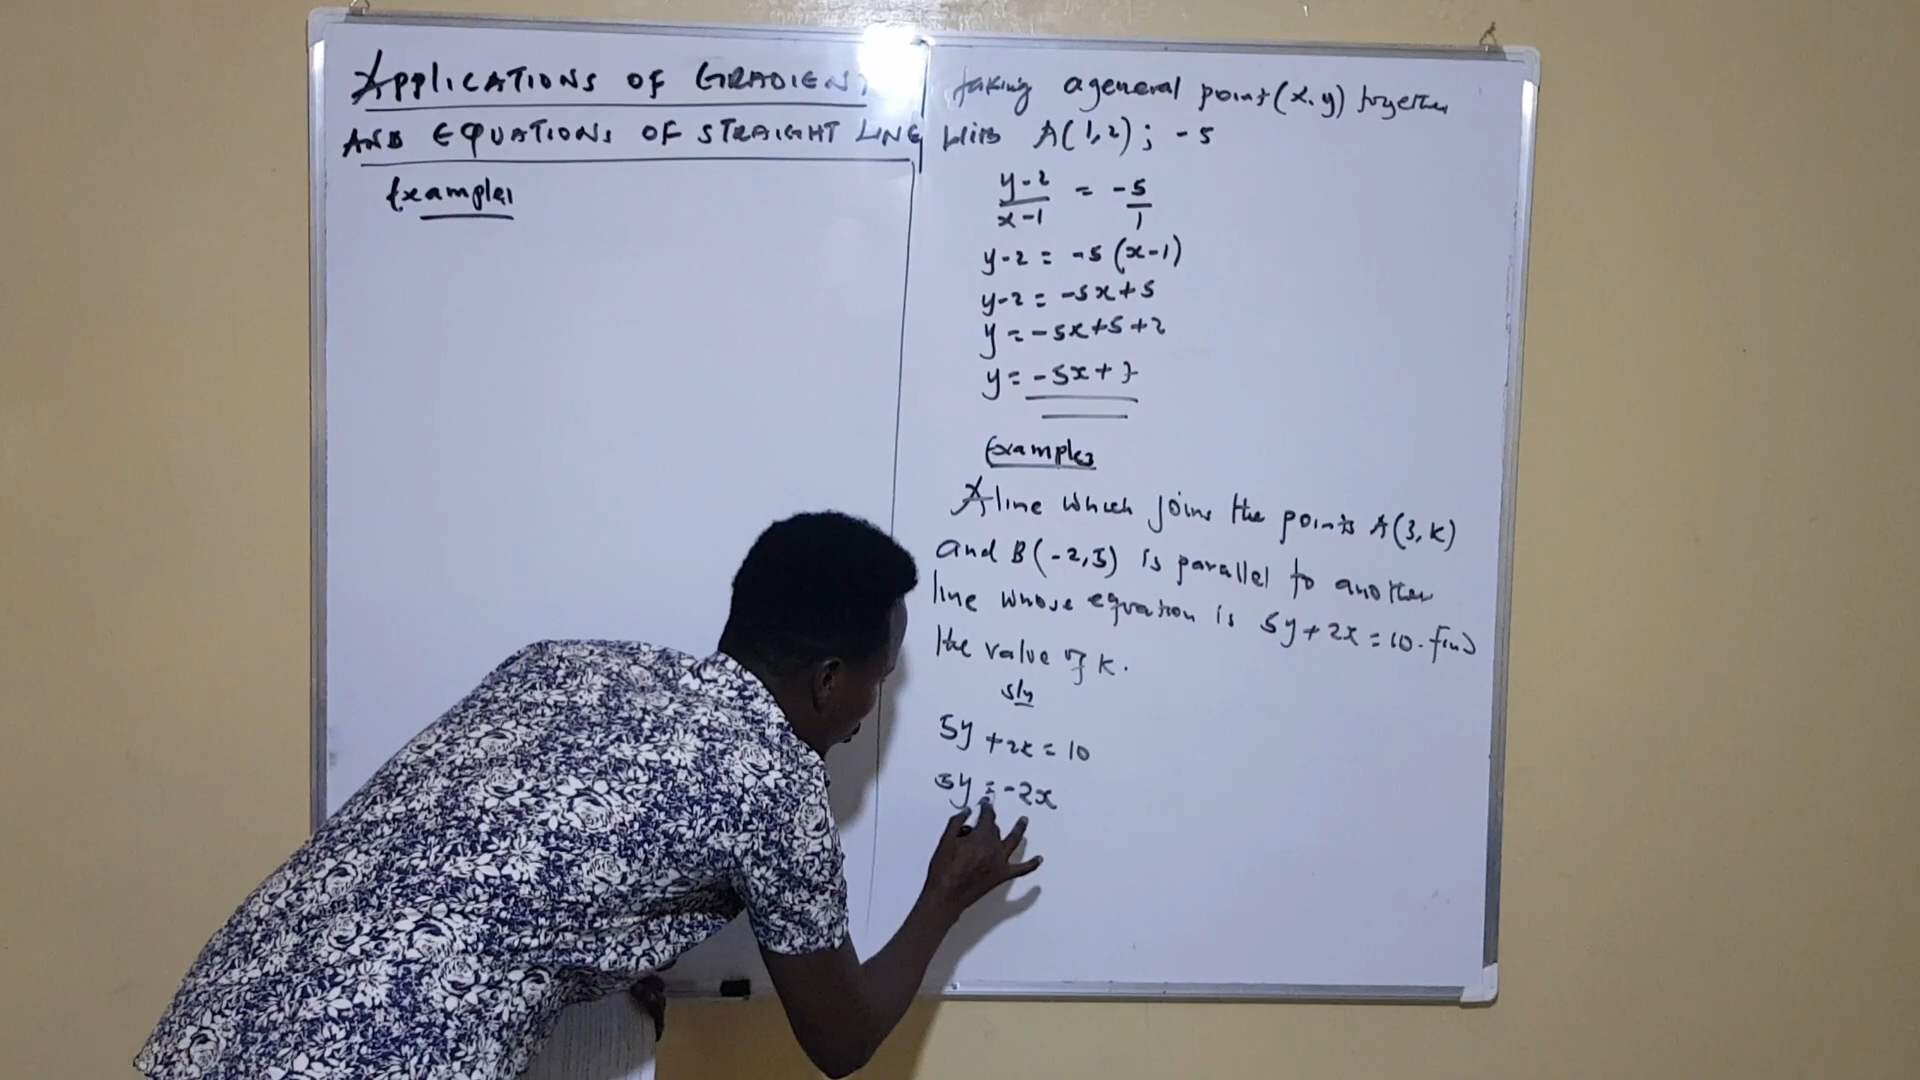 APPLICATIONS OF GRADIENT
AND EQUATIONS OF STRAIGHT LINE
Examples
taking a general point (x,y) together
with A(1,2); -5
y-2 / x-1 = -5 / 1
y-2 = -5(x-1)
y-2 = -5x+5
y = -5x+5+2
y = -5x+7
Examples
A line which joins the points A(3,K)
and B(-2,5) is parallel to another
line whose equation is 5y+2x=10. find
the value of K.
sln
5y+2x=10
5y=-2x